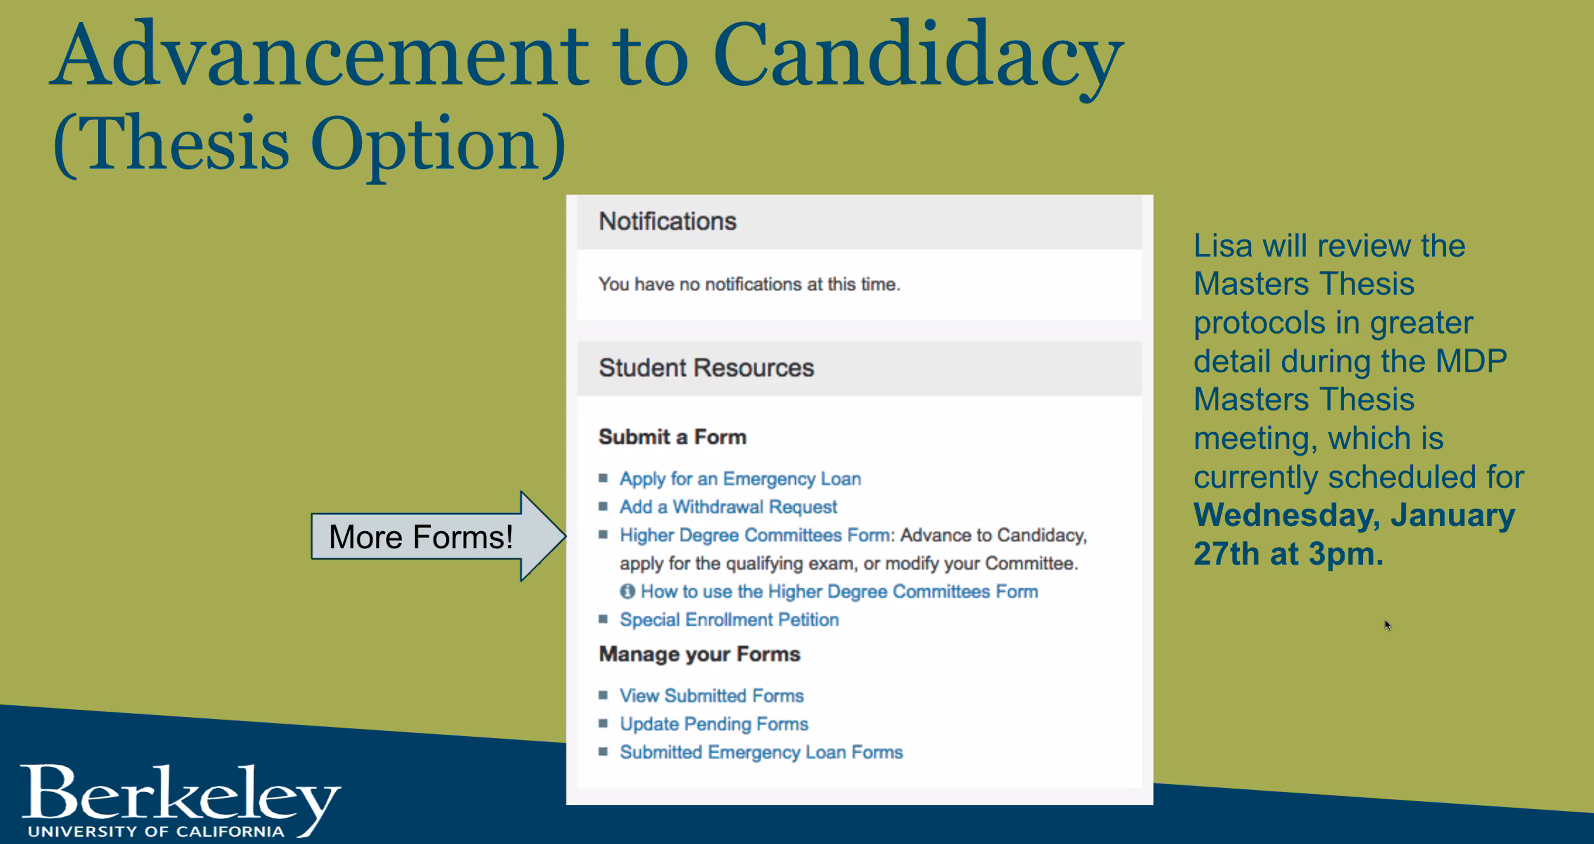 Advancement to Candidacy
(Thesis Option)
Notifications
You have no notifications at this time.
Student Resources
Submit a Form
Apply for an Emergency Loan
Add a Withdrawal Request
Higher Degree Committees Form: Advance to Candidacy,
apply for the qualifying exam, or modify your Committee.
How to use the Higher Degree Committees Form
Special Enrollment Petition
Manage your Forms
View Submitted Forms
Update Pending Forms
Submitted Emergency Loan Forms
More Forms!
Lisa will review the
Masters Thesis
protocols in greater
detail during the MDP
Masters Thesis
meeting, which is
currently scheduled for
Wednesday, January
27th at 3pm.
Berkeley
UNIVERSITY OF CALIFORNIA